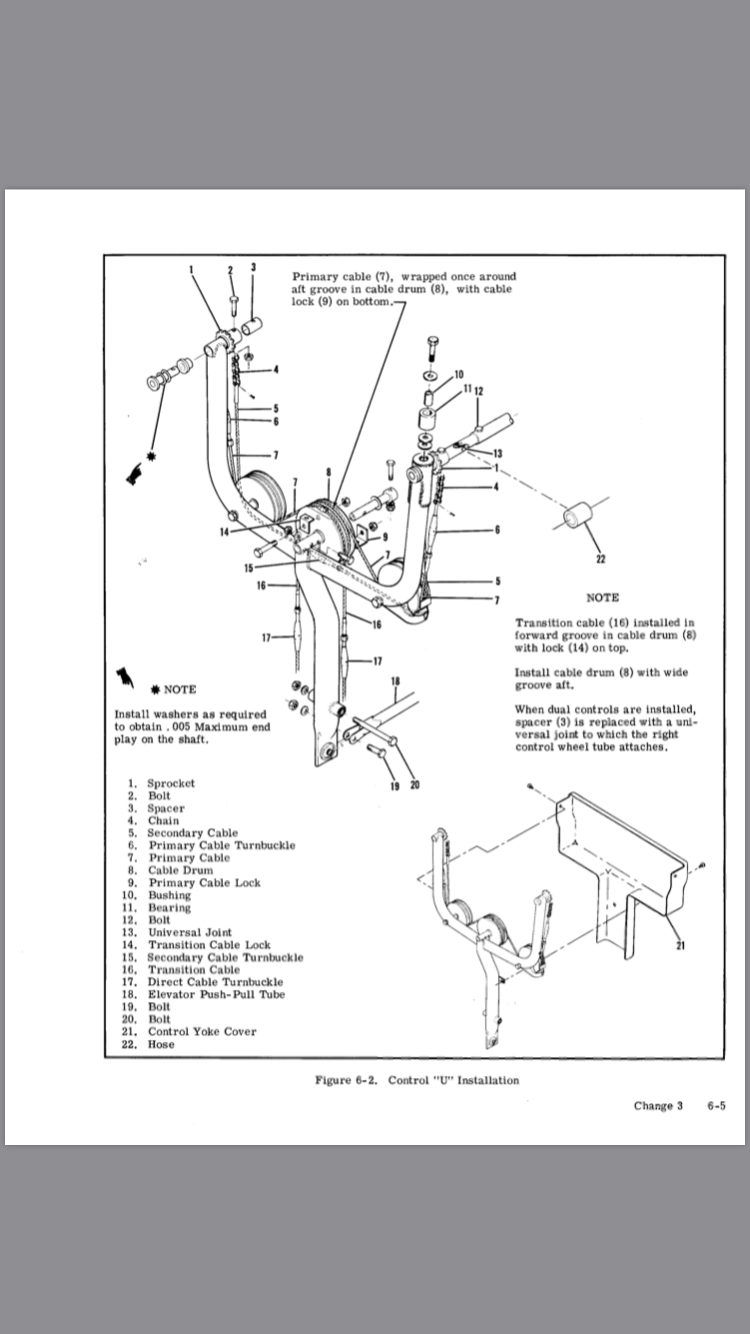 1
2
3
Primary cable (7), wrapped once around
aft groove in cable drum (8), with cable
lock (9) on bottom.
4
5
6
7
10
11
12
13
1
4
8
7
14
9
6
7
15
16
5
7
22
16
17
17
18
19
20
NOTE
Transition cable (16) installed in
forward groove in cable drum (8)
with lock (14) on top.
Install cable drum (8) with wide
groove aft.
When dual controls are installed,
spacer (3) is replaced with a uni-
versal joint to which the right
control wheel tube attaches.
* NOTE
Install washers as required
to obtain .005 Maximum end
play on the shaft.
1. Sprocket
2. Bolt
3. Spacer
4. Chain
5. Secondary Cable
6. Primary Cable Turnbuckle
7. Primary Cable
8. Cable Drum
9. Primary Cable Lock
10. Bushing
11. Bearing
12. Bolt
13. Universal Joint
14. Transition Cable Lock
15. Secondary Cable Turnbuckle
16. Transition Cable
17. Direct Cable Turnbuckle
18. Elevator Push-Pull Tube
19. Bolt
20. Bolt
21. Control Yoke Cover
22. Hose
21
Figure 6-2. Control "U" Installation
Change 3 6-5